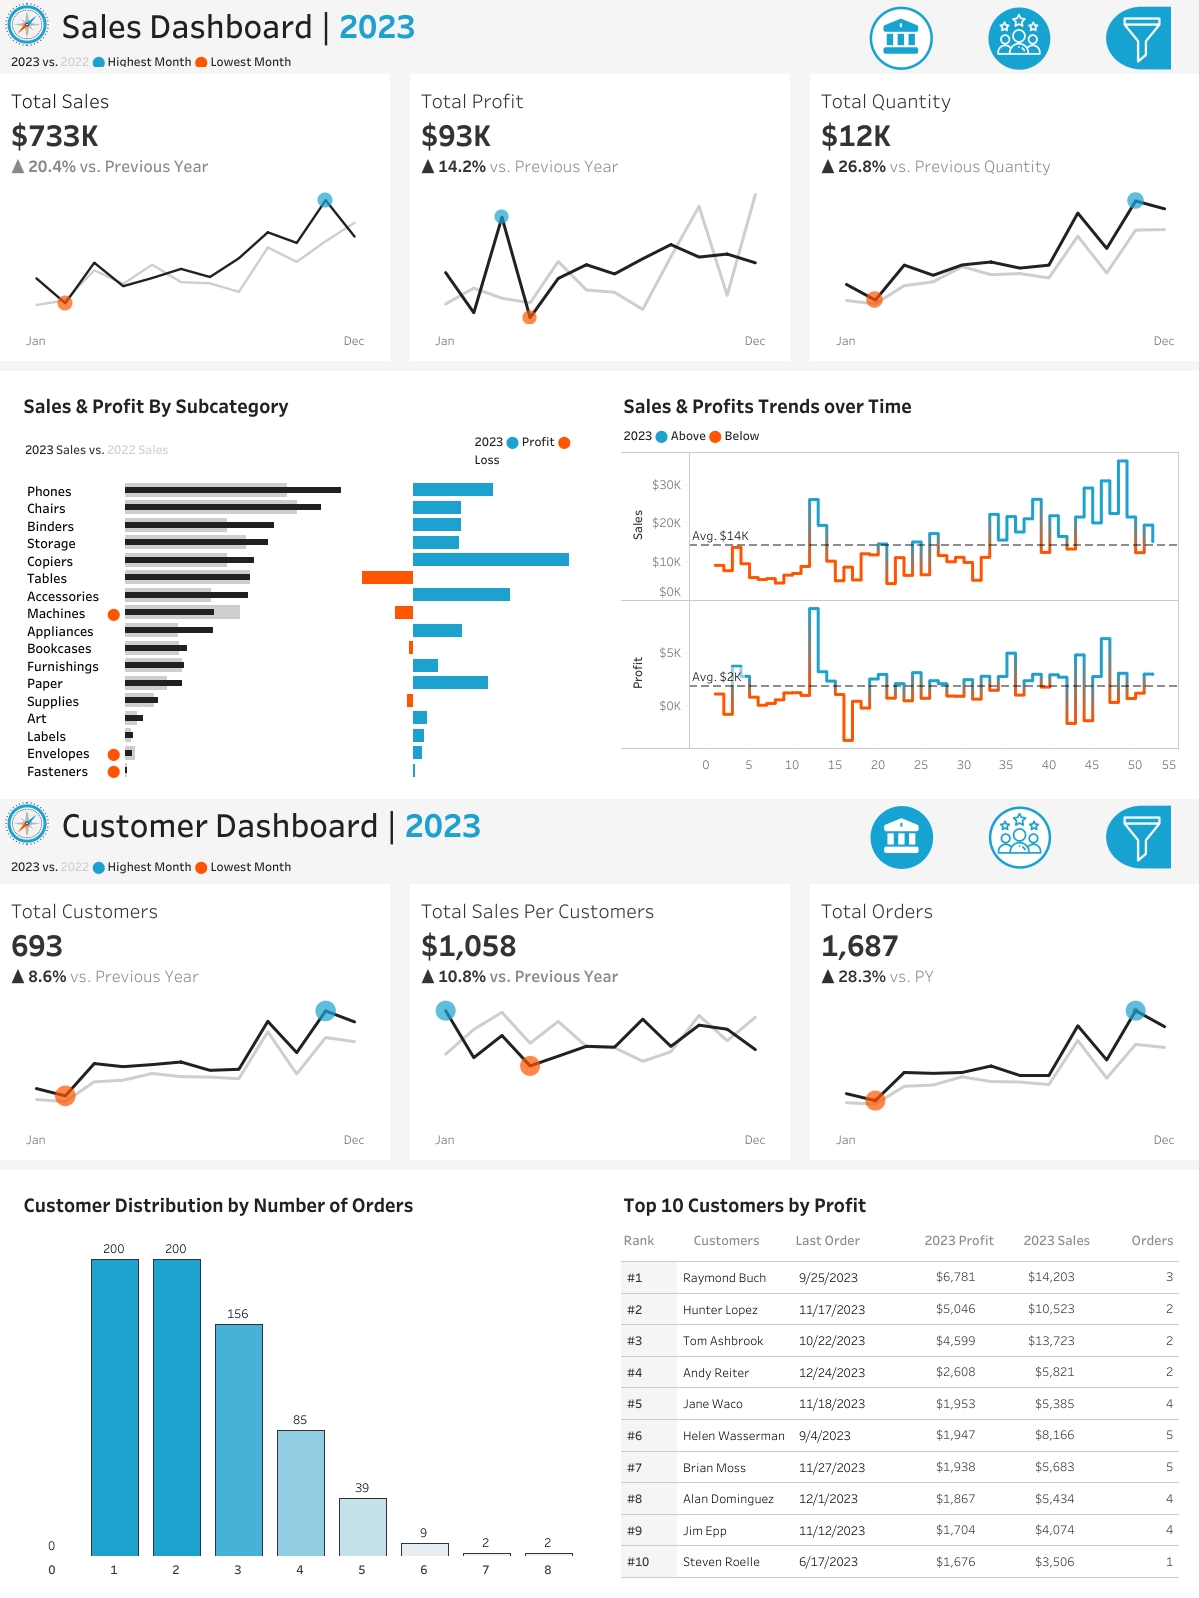 Sales Dashboard | 2023
2023 vs. 2022 Highest Month Lowest Month
Total Sales
$733K
▲ 20.4% vs. Previous Year
Jan Dec
Total Profit
$93K
▲ 14.2% vs. Previous Year
Jan Dec
Total Quantity
$12K
▲ 26.8% vs. Previous Quantity
Jan Dec
Sales & Profit By Subcategory
2023 Sales vs. 2022 Sales
2023 Profit
Loss
Phones
Chairs
Binders
Storage
Copiers
Tables
Accessories
Machines
Appliances
Bookcases
Furnishings
Paper
Supplies
Art
Labels
Envelopes
Fasteners
Sales & Profits Trends over Time
2023 Above Below
Sales
$30K
$20K
Avg. $14K
$10K
$0K
Profit
$5K
Avg. $2K
$0K
0 5 10 15 20 25 30 35 40 45 50 55
Customer Dashboard | 2023
2023 vs. 2022 Highest Month Lowest Month
Total Customers
693
▲ 8.6% vs. Previous Year
Jan Dec
Total Sales Per Customers
$1,058
▲ 10.8% vs. Previous Year
Jan Dec
Total Orders
1,687
▲ 28.3% vs. PY
Jan Dec
Customer Distribution by Number of Orders
0 200 200 156 85 39 9 2 2
0 1 2 3 4 5 6 7 8
Top 10 Customers by Profit
Rank Customers Last Order 2023 Profit 2023 Sales Orders
#1 Raymond Buch 9/25/2023 $6,781 $14,203 3
#2 Hunter Lopez 11/17/2023 $5,046 $10,523 2
#3 Tom Ashbrook 10/22/2023 $4,599 $13,723 2
#4 Andy Reiter 12/24/2023 $2,608 $5,821 2
#5 Jane Waco 11/18/2023 $1,953 $5,385 4
#6 Helen Wasserman 9/4/2023 $1,947 $8,166 5
#7 Brian Moss 11/27/2023 $1,938 $5,683 5
#8 Alan Dominguez 12/1/2023 $1,867 $5,434 4
#9 Jim Epp 11/12/2023 $1,704 $4,074 4
#10 Steven Roelle 6/17/2023 $1,676 $3,506 1